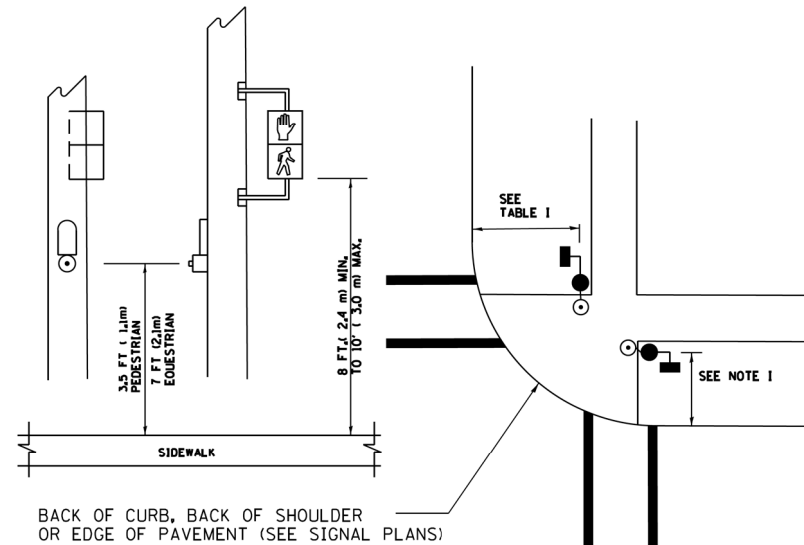 3.5 FT ( 1.1m)
PEDESTRIAN
7 FT (2.1m)
EQUESTRIAN
8 FT.( 2.4 m) MIN.
TO 10' ( 3.0 m) MAX.
SIDEWALK
SEE
TABLE I
SEE NOTE I
BACK OF CURB, BACK OF SHOULDER
OR EDGE OF PAVEMENT (SEE SIGNAL PLANS)